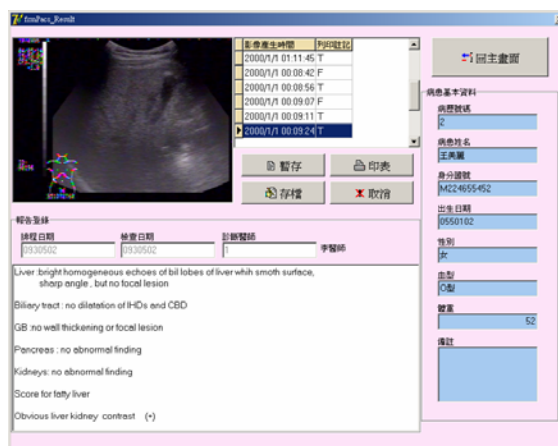 frmPacs_Result
影像產生時間 列印註記
2000/1/1 01:11:45 T
2000/1/1 00:08:42 F
2000/1/1 00:08:56 T
2000/1/1 00:09:07 F
2000/1/1 00:09:11 T
2000/1/1 00:09:24 T
回主畫面
暫存
印表
存檔
取消
病患基本資料
病歷號碼
2
病患姓名
王美麗
身分證號
M224655452
出生日期
0550102
性別
女
血型
O型
體重
52
備註
報告登錄
排程日期 檢查日期 診斷醫師
0930502 0930502 1 李醫師
Liver :bright homogeneous echoes of bil lobes of liver whih smoth surface,
sharp angle , but no focal lesion
Biliary tract : no dilatation of IHDs and CBD
GB :no wall thickening or focal lesion
Pancreas : no abnormal finding
Kidneys: no abnormal finding
Score for fatty liver
Obvious liver kidney contrast (+)